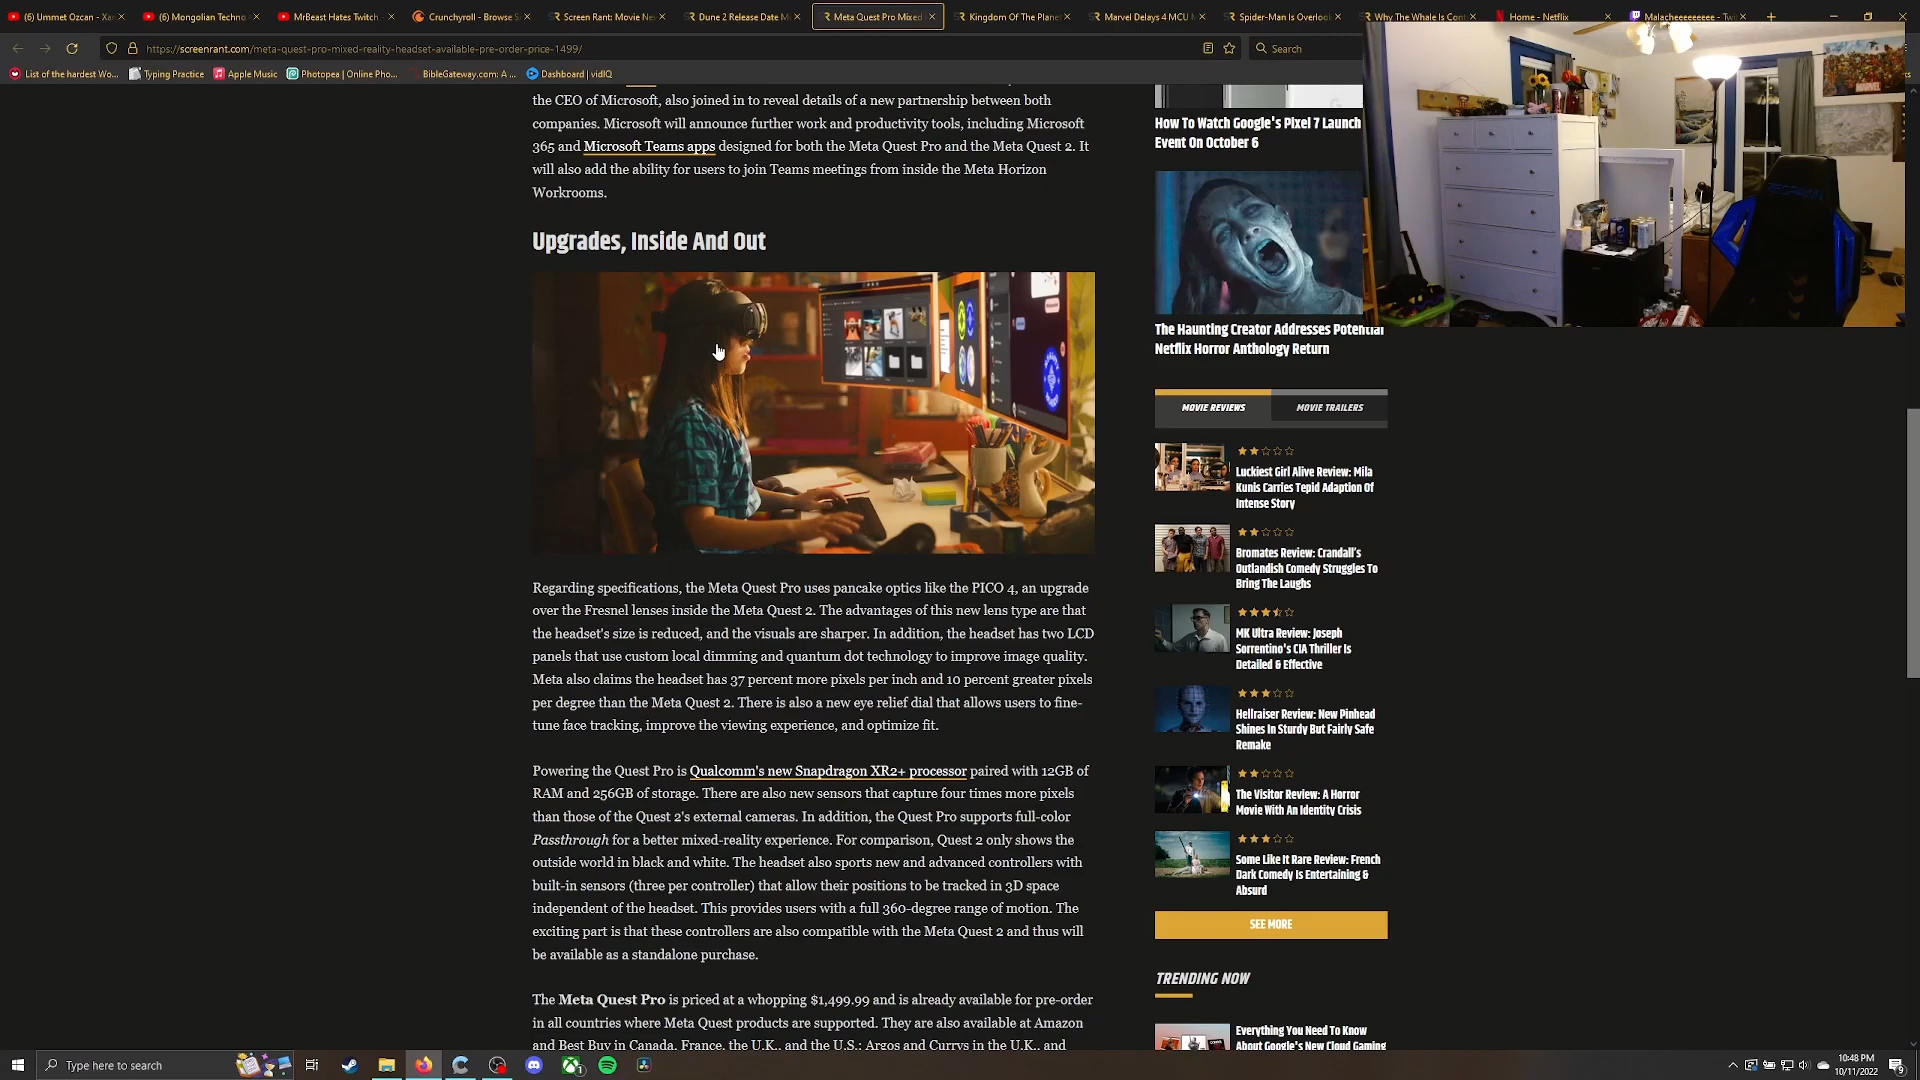 (6) Ummet Ozcan - Xan
(6) Mongolian Techno
MrBeast Hates Twitch
Crunchyroll - Browse S
Screen Rant: Movie Ne
Dune 2 Release Date M
Meta Quest Pro Mixed
Kingdom Of The Plane
Marvel Delays 4 MCU M
Spider-Man Is Overlook
Why The Whale Is Cont
Home - Netflix
Malacheeeeeeeee - Twi
https://screenrant.com/meta-quest-pro-mixed-reality-headset-available-pre-order-price-1499/
Search
List of the hardest Wo...
Typing Practice
Apple Music
Photopea | Online Pho...
BibleGateway.com: A ...
Dashboard | vidIQ
the CEO of Microsoft, also joined in to reveal details of a new partnership between both
companies. Microsoft will announce further work and productivity tools, including Microsoft
365 and Microsoft Teams apps designed for both the Meta Quest Pro and the Meta Quest 2. It
will also add the ability for users to join Teams meetings from inside the Meta Horizon
Workrooms.
Upgrades, Inside And Out
Regarding specifications, the Meta Quest Pro uses pancake optics like the PICO 4, an upgrade
over the Fresnel lenses inside the Meta Quest 2. The advantages of this new lens type are that
the headset's size is reduced, and the visuals are sharper. In addition, the headset has two LCD
panels that use custom local dimming and quantum dot technology to improve image quality.
Meta also claims the headset has 37 percent more pixels per inch and 10 percent greater pixels
per degree than the Meta Quest 2. There is also a new eye relief dial that allows users to fine-
tune face tracking, improve the viewing experience, and optimize fit.
Powering the Quest Pro is Qualcomm's new Snapdragon XR2+ processor paired with 12GB of
RAM and 256GB of storage. There are also new sensors that capture four times more pixels
than those of the Quest 2's external cameras. In addition, the Quest Pro supports full-color
Passthrough for a better mixed-reality experience. For comparison, Quest 2 only shows the
outside world in black and white. The headset also sports new and advanced controllers with
built-in sensors (three per controller) that allow their positions to be tracked in 3D space
independent of the headset. This provides users with a full 360-degree range of motion. The
exciting part is that these controllers are also compatible with the Meta Quest 2 and thus will
be available as a standalone purchase.
The Meta Quest Pro is priced at a whopping $1,499.99 and is already available for pre-order
in all countries where Meta Quest products are supported. They are also available at Amazon
and Best Buy in Canada, France, the U.K., and the U.S.; Argos and Currys in the U.K., and
How To Watch Google's Pixel 7 Launch
Event On October 6
The Haunting Creator Addresses Potential
Netflix Horror Anthology Return
MOVIE REVIEWS
MOVIE TRAILERS
Luckiest Girl Alive Review: Mila
Kunis Carries Tepid Adaption Of
Intense Story
Bromates Review: Crandall's
Outlandish Comedy Struggles To
Bring The Laughs
MK Ultra Review: Joseph
Sorrentino's CIA Thriller Is
Detailed & Effective
Hellraiser Review: New Pinhead
Shines In Sturdy But Fairly Safe
Remake
The Visitor Review: A Horror
Movie With An Identity Crisis
Some Like It Rare Review: French
Dark Comedy Is Entertaining &
Absurd
SEE MORE
TRENDING NOW
Everything You Need To Know
About Google's New Cloud Gaming
MARVEL
Type here to search
10:48 PM
10/11/2022